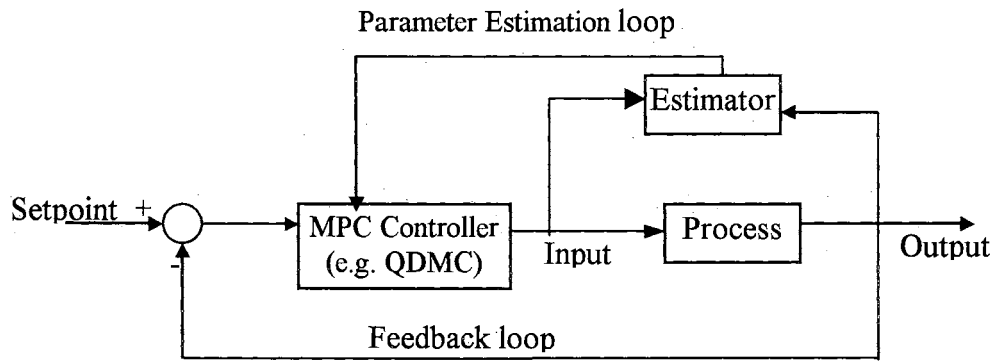 Parameter Estimation loop
Estimator
Setpoint +
MPC Controller
(e.g. QDMC)
Process
-
Input
Output
Feedback loop